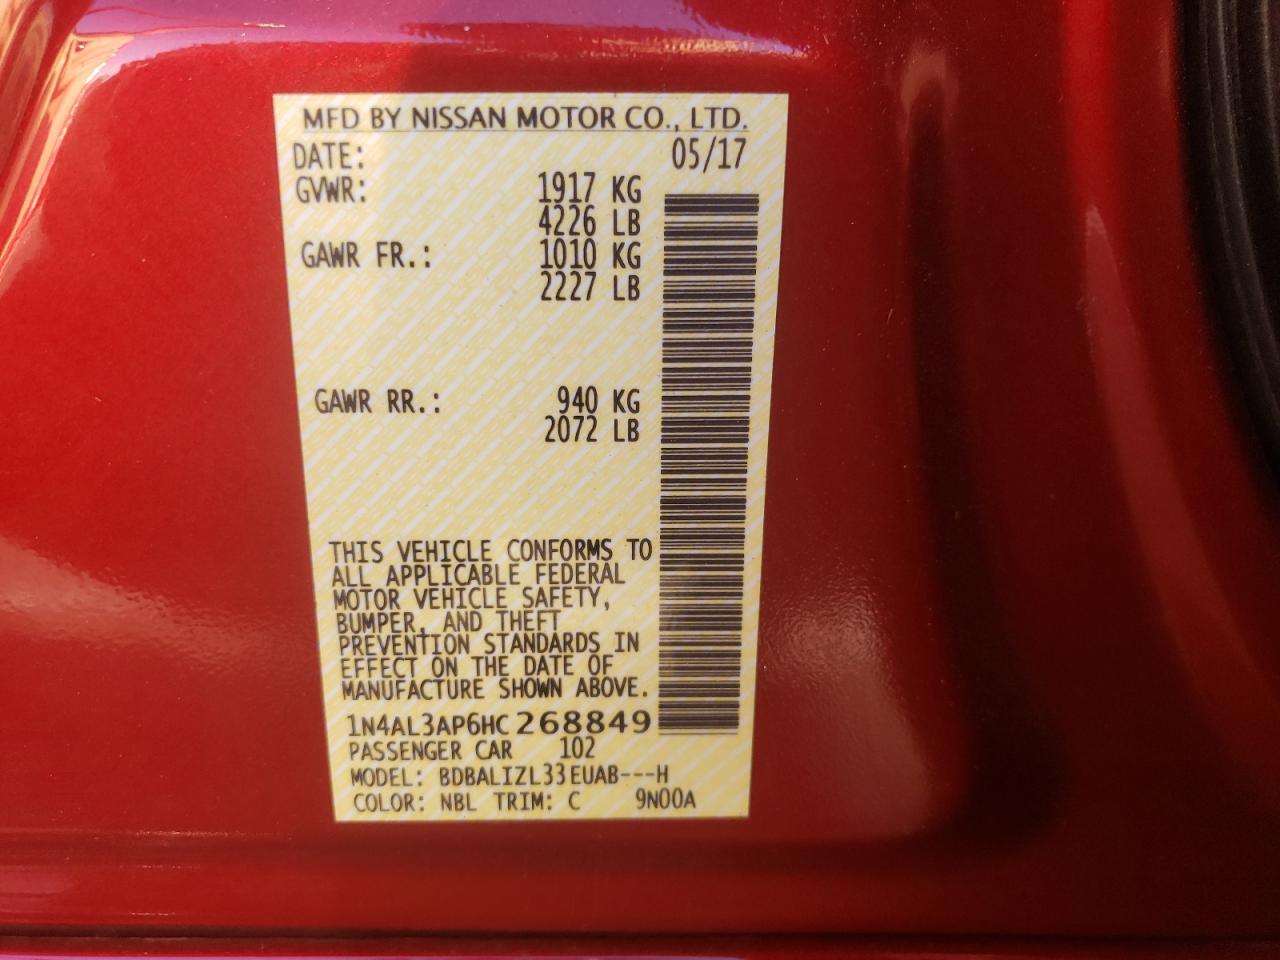 MFD BY NISSAN MOTOR CO., LTD.
DATE: 05/17
GVWR: 1917 KG
4226 LB
GAWR FR.: 1010 KG
2227 LB
GAWR RR.: 940 KG
2072 LB
THIS VEHICLE CONFORMS TO
ALL APPLICABLE FEDERAL
MOTOR VEHICLE SAFETY,
BUMPER, AND THEFT
PREVENTION STANDARDS IN
EFFECT ON THE DATE OF
MANUFACTURE SHOWN ABOVE.
1N4AL3AP6HC268849
PASSENGER CAR 102
MODEL: BDBALIZL33EUAB---H
COLOR: NBL TRIM: C 9N00A